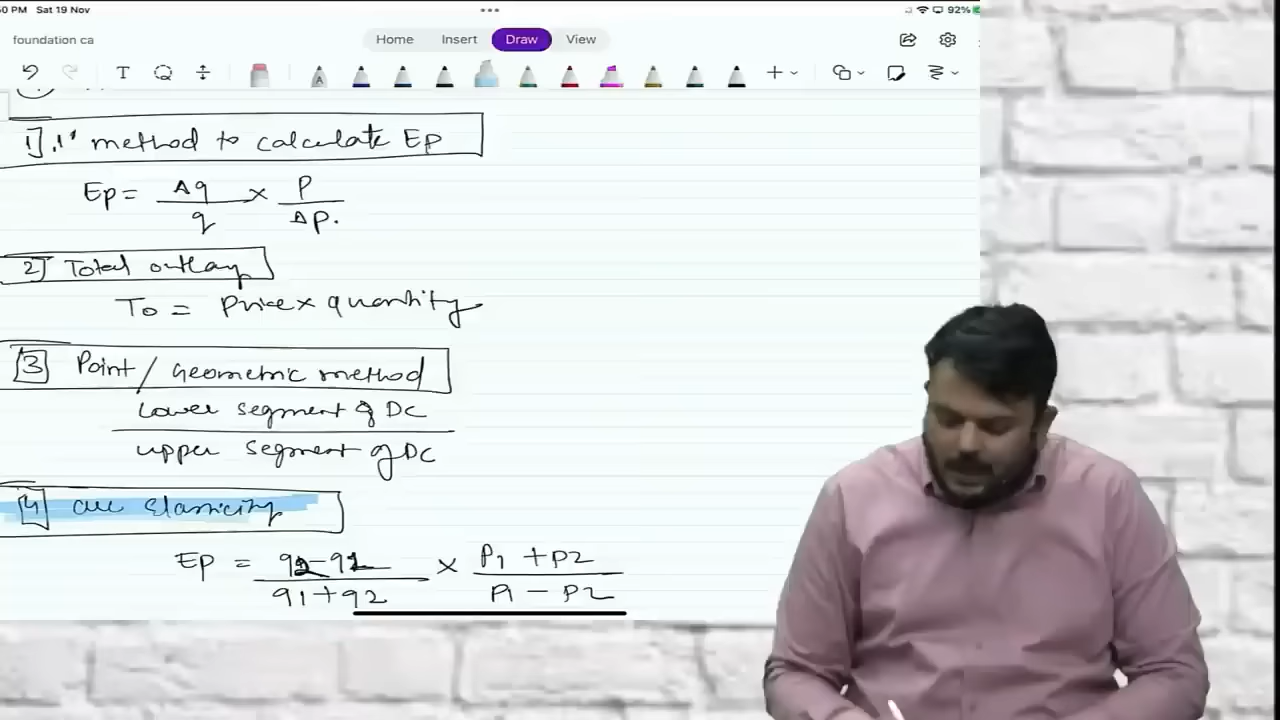 50 PM Sat 19 Nov
92%
foundation ca
Home Insert Draw View
T
A
1] 1. method to calculate Ep
Ep = Δq / q × P / Δp.
2] Total outlay
To = Price × quantity
3 Point / Geometric method
Lower segment of DC
upper segment of DC
4 arc Elasticity
Ep = q2 - q1 / q1 + q2 × P1 + P2 / P1 - P2